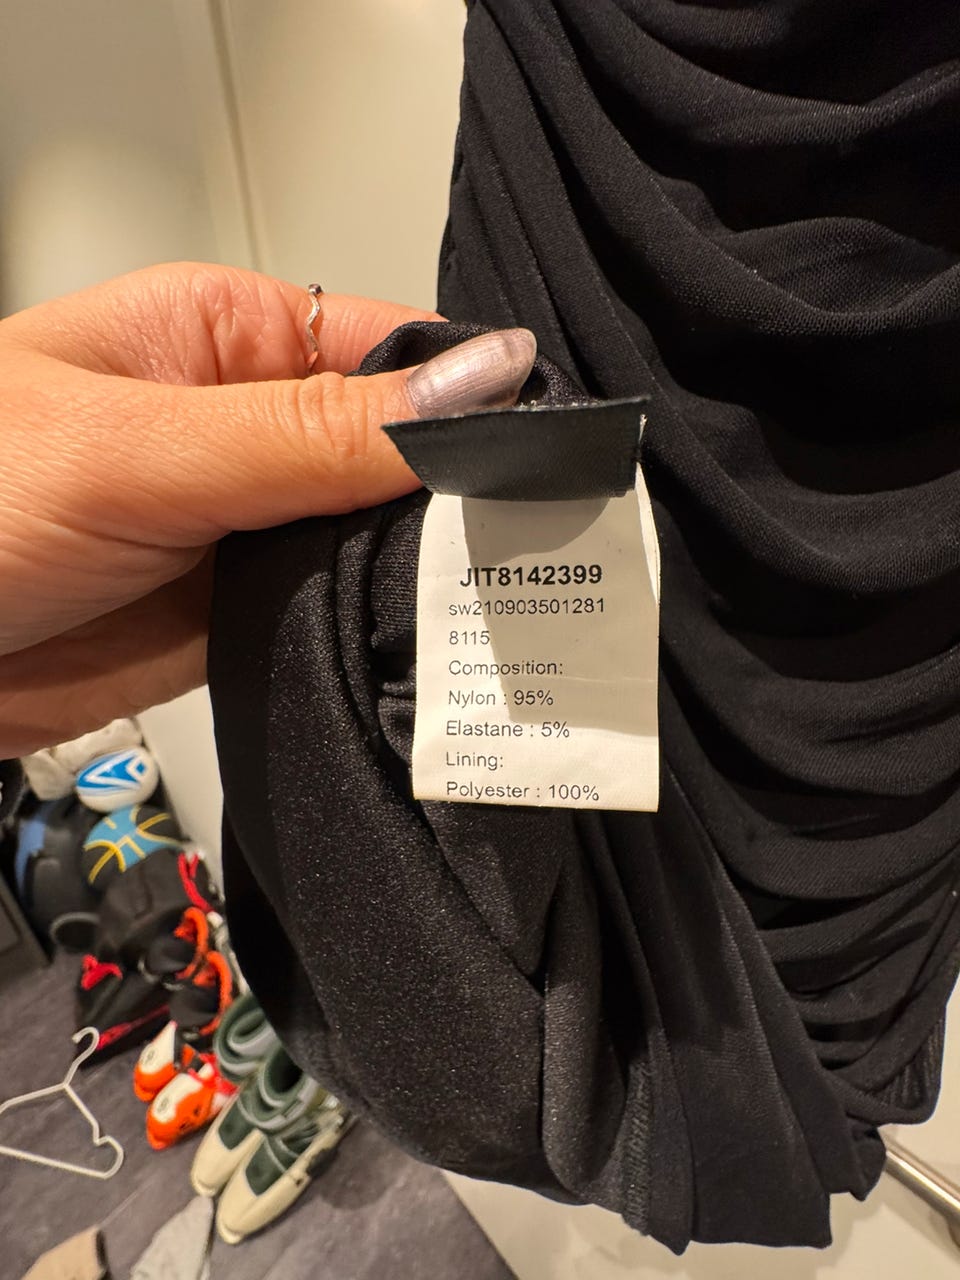 JIT8142399
sw210903501281
8115
Composition:
Nylon : 95%
Elastane : 5%
Lining:
Polyester : 100%